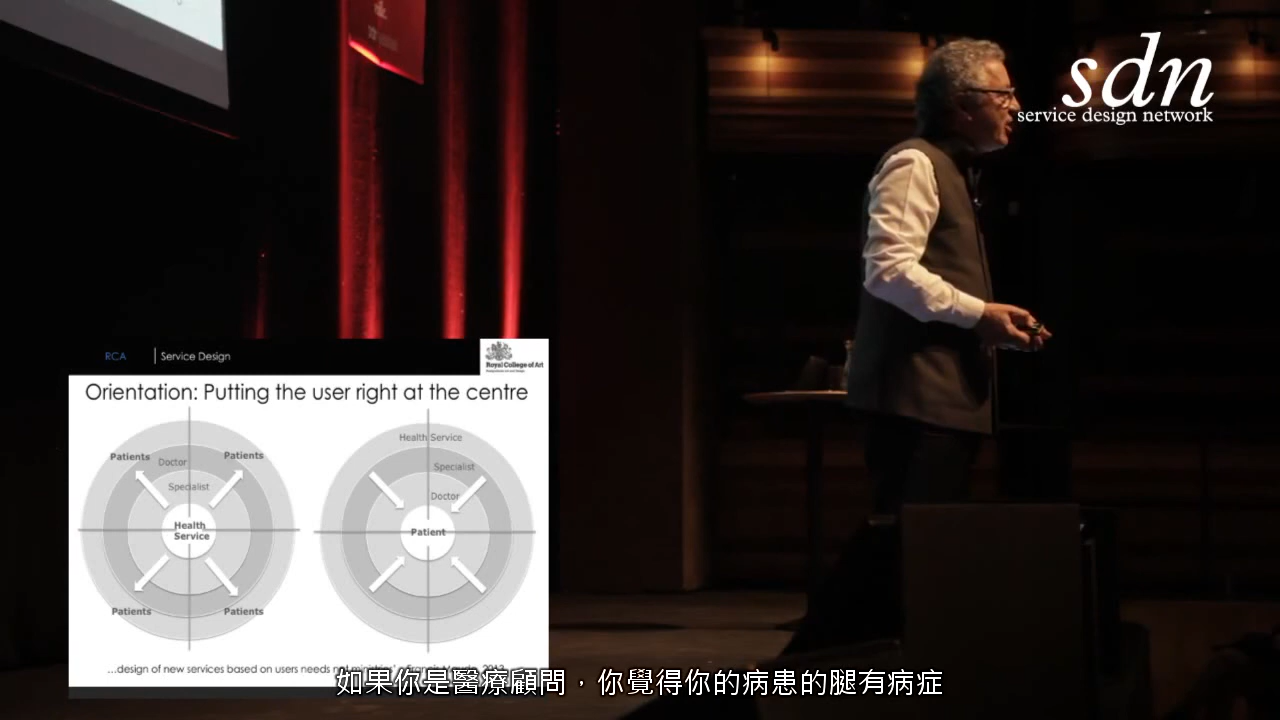 sdn
service design network
RCA
Service Design
Royal College of Art
Orientation: Putting the user right at the centre
Patients
Doctor
Patients
Specialist
Health
Service
Patients
Patients
Health Service
Specialist
Doctor
Patient
...design of new services based on users needs
如果你是醫療顧問，你覺得你的病患的腿有病症